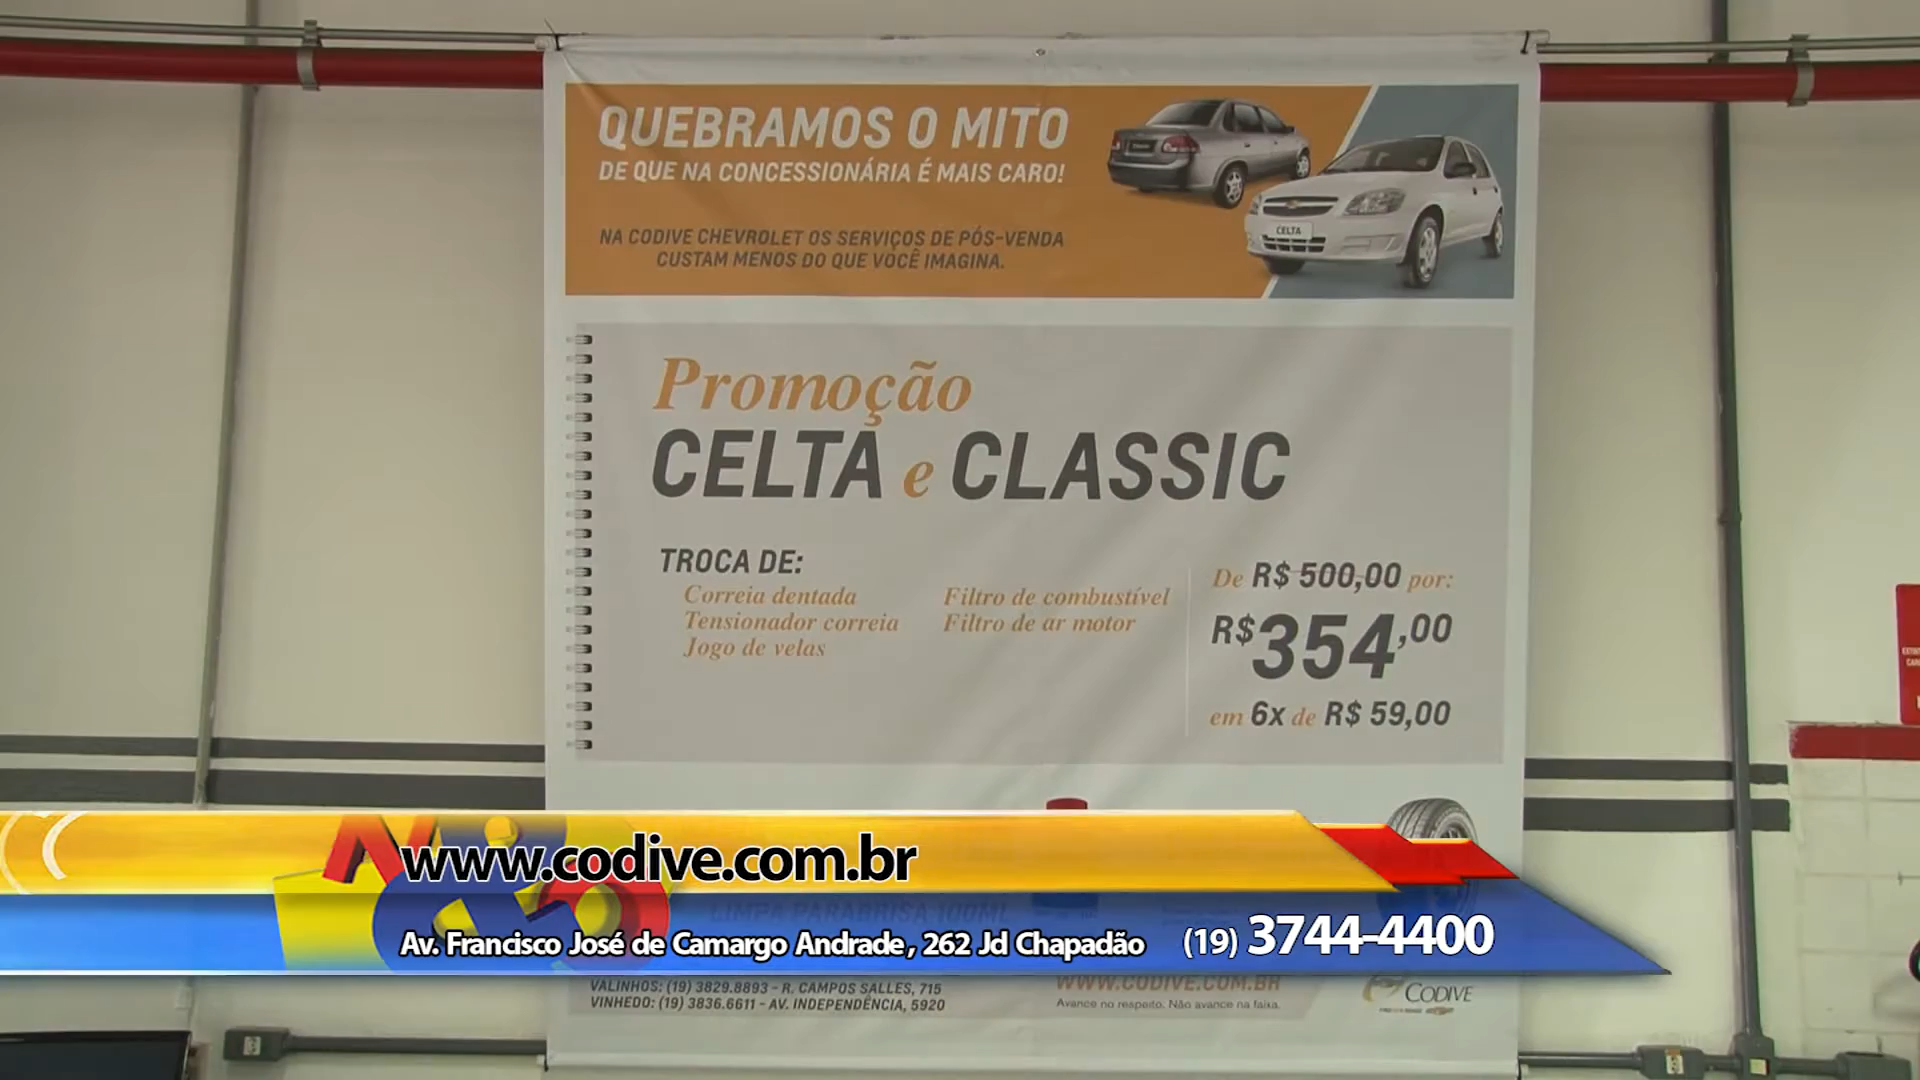 QUEBRAMOS O MITO
DE QUE NA CONCESSIONÁRIA É MAIS CARO!
NA CODIVE CHEVROLET OS SERVIÇOS DE PÓS-VENDA
CUSTAM MENOS DO QUE VOCÊ IMAGINA.
CELTA
Promoção
CELTA e CLASSIC
TROCA DE:
Correia dentada
Tensionador correia
Jogo de velas
Filtro de combustível
Filtro de ar motor
De R$ 500,00 por:
R$354,00
em 6x de R$ 59,00
www.codive.com.br
LIMPA PARABRISA 100ML
Av. Francisco José de Camargo Andrade, 262 Jd Chapadão (19) 3744-4400
VALINHOS: (19) 3829.8893 - R. CAMPOS SALLES, 715
VINHEDO: (19) 3836.6611 - AV. INDEPENDÊNCIA, 5920
WWW.CODIVE.COM.BR
Avance no respeito. Não avance na faixa.
CODIVE